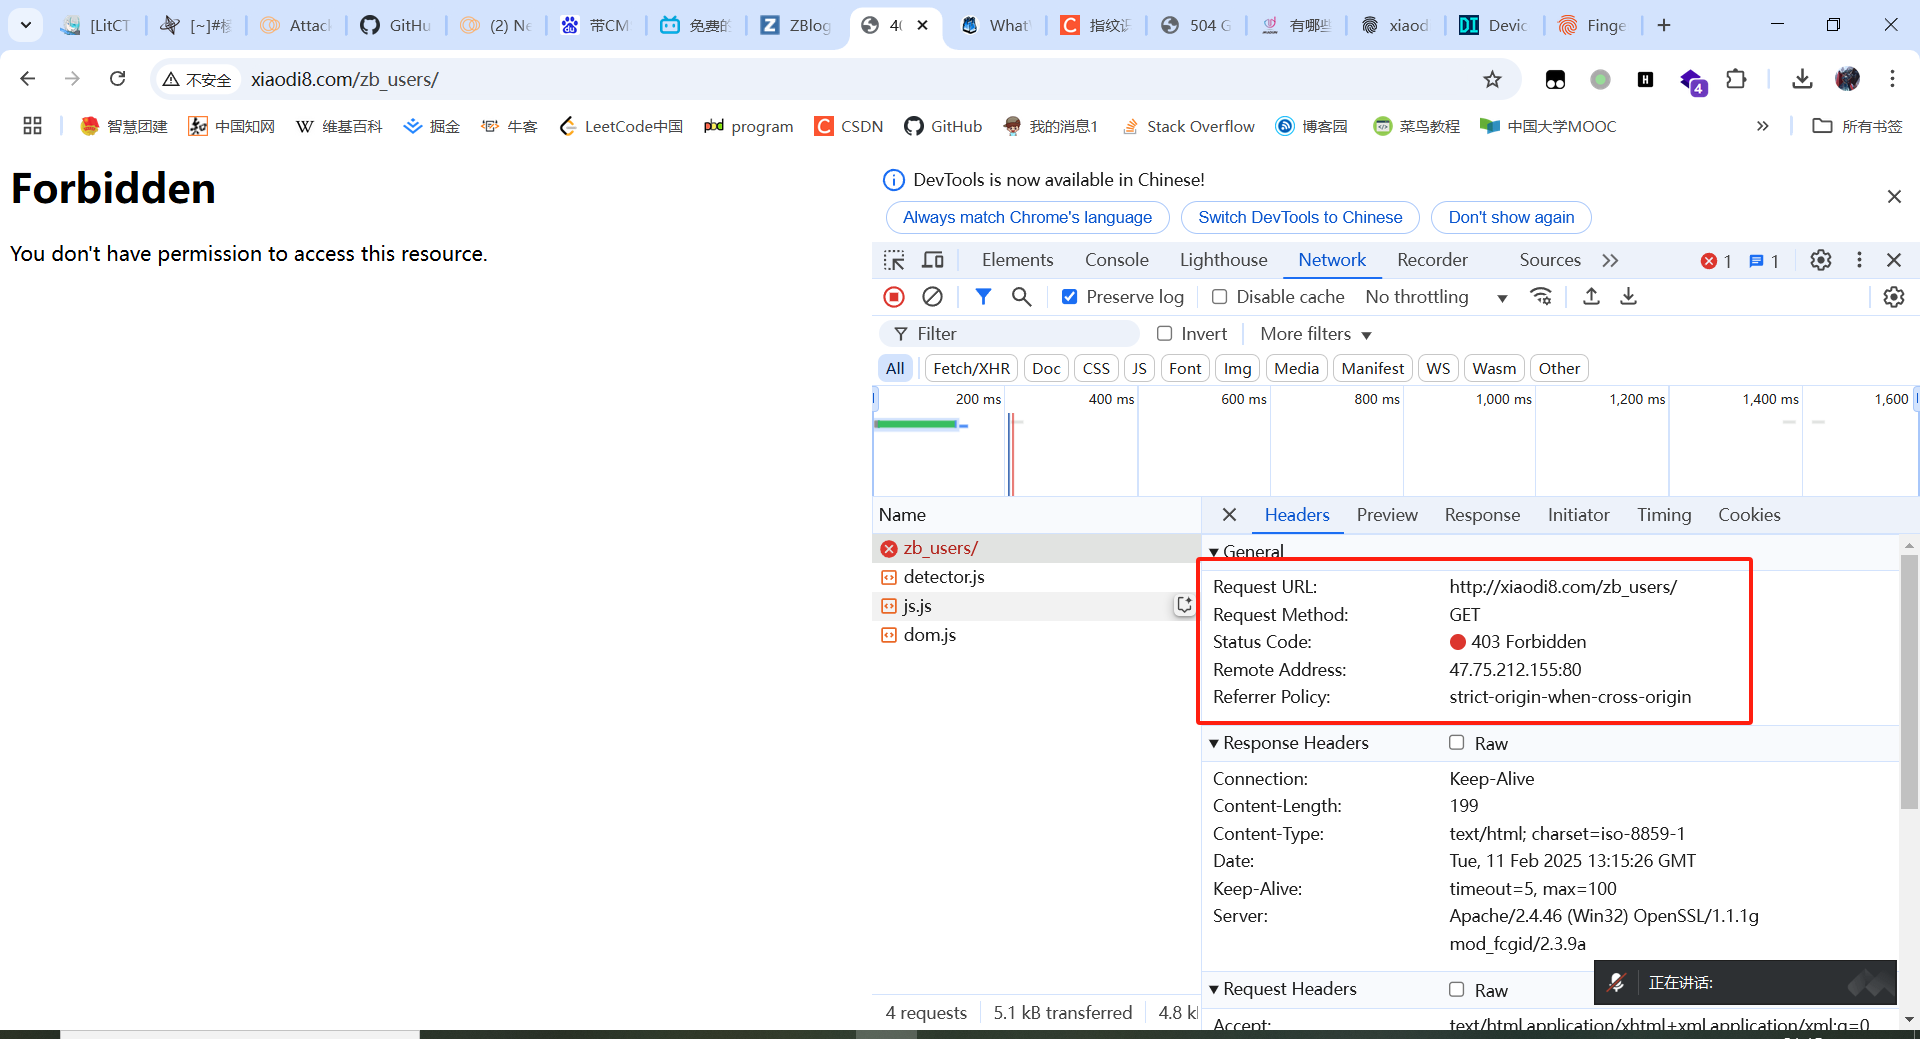 [LitCT
[~]#
Attack
GitHu
(2) Ne
带CM
免费的
ZBlog
40
What
指纹识
504 G
有哪些
xiaod
Devic
Finge
不安全
xiaodi8.com/zb_users/
4
智慧团建
中国知网
维基百科
掘金
牛客
LeetCode中国
pbd program
CSDN
GitHub
我的消息1
Stack Overflow
博客园
菜鸟教程
中国大学MOOC
所有书签
Forbidden
You don't have permission to access this resource.
DevTools is now available in Chinese!
Always match Chrome's language
Switch DevTools to Chinese
Don't show again
Elements Console Lighthouse Network Recorder Sources 1 1
Preserve log Disable cache No throttling
Filter Invert More filters
All Fetch/XHR Doc CSS JS Font Img Media Manifest WS Wasm Other
200 ms 400 ms 600 ms 800 ms 1,000 ms 1,200 ms 1,400 ms 1,600
Name
zb_users/
detector.js
js.js
dom.js
Headers Preview Response Initiator Timing Cookies
General
Request URL: http://xiaodi8.com/zb_users/
Request Method: GET
Status Code: 403 Forbidden
Remote Address: 47.75.212.155:80
Referrer Policy: strict-origin-when-cross-origin
Response Headers Raw
Connection: Keep-Alive
Content-Length: 199
Content-Type: text/html; charset=iso-8859-1
Date: Tue, 11 Feb 2025 13:15:26 GMT
Keep-Alive: timeout=5, max=100
Server: Apache/2.4.46 (Win32) OpenSSL/1.1.1g
mod_fcgid/2.3.9a
正在讲话:
Request Headers Raw
4 requests 5.1 kB transferred 4.8 k
Accept: text/html,application/xhtml+xml,application/xml;q=0